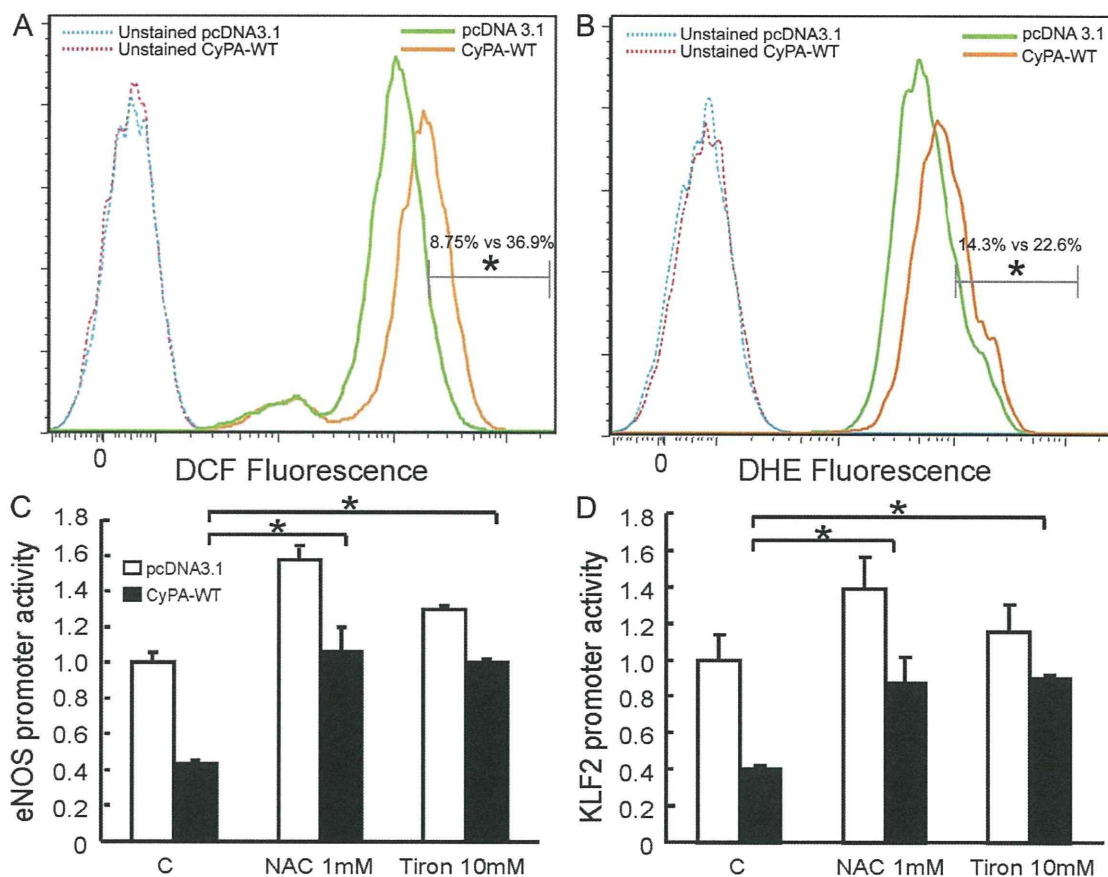 A
Unstained pcDNA3.1
Unstained CyPA-WT
pcDNA 3.1
CyPA-WT
8.75% vs 36.9%
*
0
DCF Fluorescence
B
Unstained pcDNA3.1
Unstained CyPA-WT
pcDNA 3.1
CyPA-WT
14.3% vs 22.6%
*
0
DHE Fluorescence
C
eNOS promoter activity
1.8
1.6
1.4
1.2
1.0
0.8
0.6
0.4
0.2
0
pcDNA3.1
CyPA-WT
*
*
C
NAC 1mM
Tiron 10mM
D
KLF2 promoter activity
1.8
1.6
1.4
1.2
1.0
0.8
0.6
0.4
0.2
0
*
*
C
NAC 1mM
Tiron 10mM